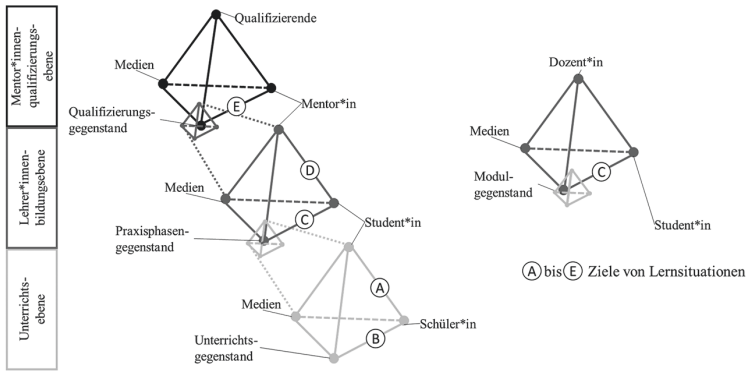 Mentor*innen-
qualifizierungs-
ebene
Lehrer*innen-
bildungsebene
Unterrichts-
ebene
Qualifizierende
Medien
Mentor*in
E
Qualifizierungs-
gegenstand
D
Medien
C
Student*in
Praxisphasen-
gegenstand
A
Medien
Schüler*in
B
Unterrichts-
gegenstand
Dozent*in
Medien
C
Modul-
gegenstand
Student*in
A bis E Ziele von Lernsituationen